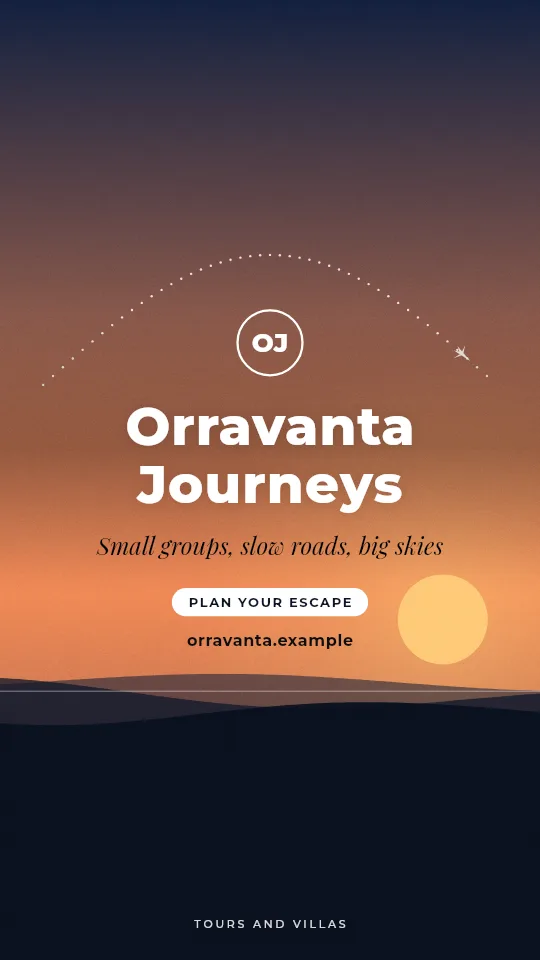 OJ
Orravanta
Journeys
Small groups, slow roads, big skies
PLAN YOUR ESCAPE
orravanta.example
TOURS AND VILLAS